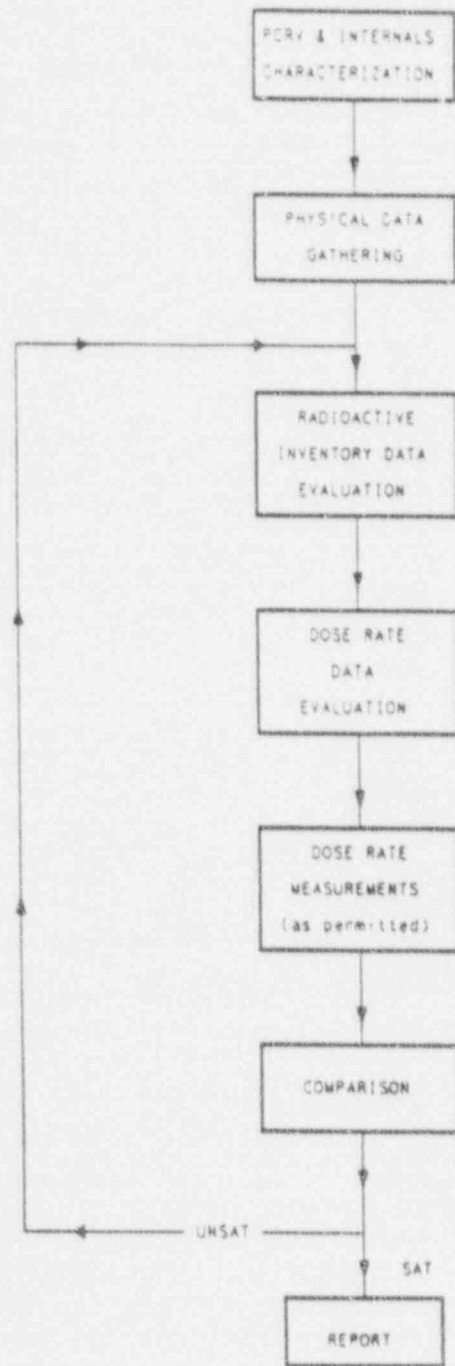 PCRV & INTERNALS
CHARACTERIZATION
PHYSICAL DATA
GATHERING
RADIOACTIVE
INVENTORY DATA
EVALUATION
DOSE RATE
DATA
EVALUATION
DOSE RATE
MEASUREMENTS
(as permitted)
COMPARISON
UNSAT
SAT
REPORT